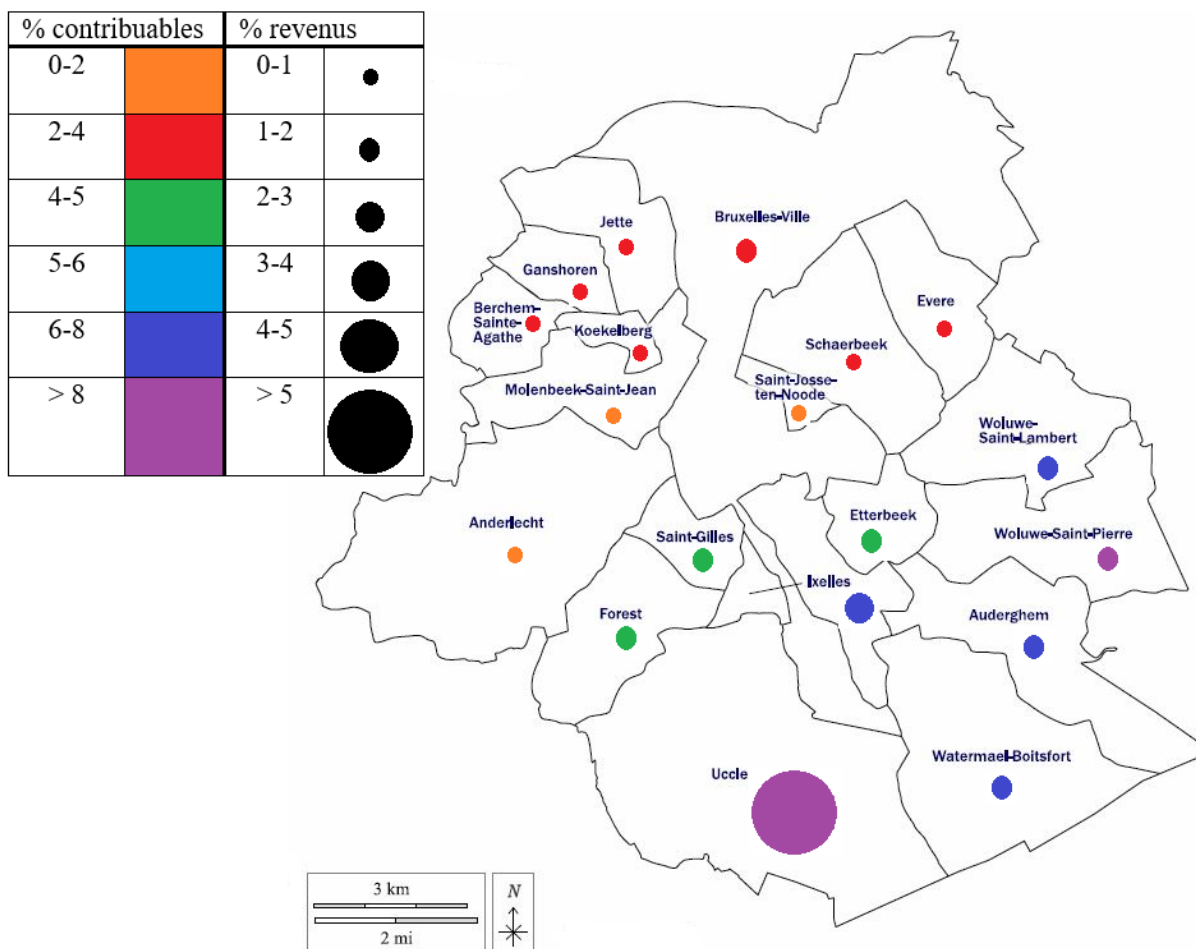 % contribuables % revenus
0-2 0-1
2-4 1-2
4-5 2-3
5-6 3-4
6-8 4-5
> 8 > 5
Jette
Bruxelles-Ville
Ganshoren
Berchem-
Sainte-
Agathe
Koekelberg
Evere
Schaerbeek
Molenbeek-Saint-Jean
Saint-Josse-
ten-Noode
Woluwe-
Saint-Lambert
Anderlecht
Saint-Gilles
Etterbeek
Woluwe-Saint-Pierre
Ixelles
Forest
Auderghem
Uccle
Watermael-Boitsfort
3 km
2 mi
N